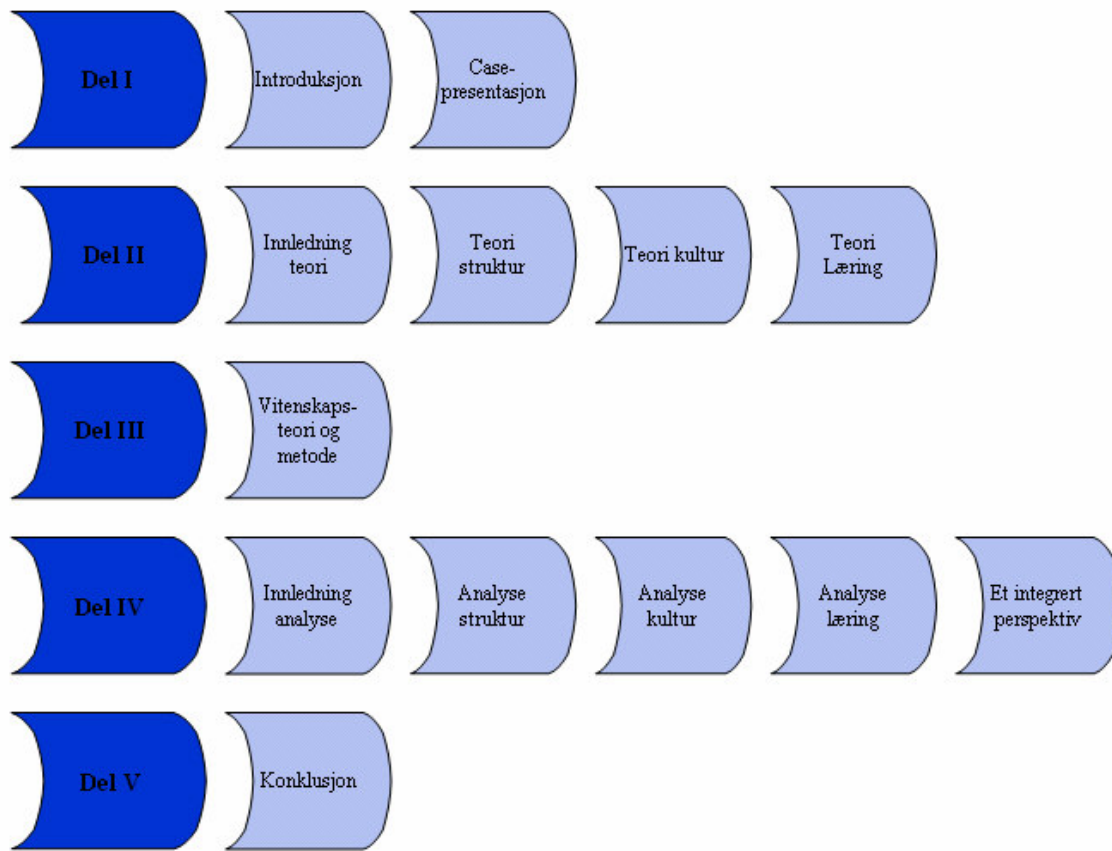 Del I
Introduksjon
Case-
presentasjon
Del II
Innledning
teori
Teori
struktur
Teori kultur
Teori
Læring
Del III
Vitenskaps-
teori og
metode
Del IV
Innledning
analyse
Analyse
struktur
Analyse
kultur
Analyse
læring
Et integrert
perspektiv
Del V
Konklusjon